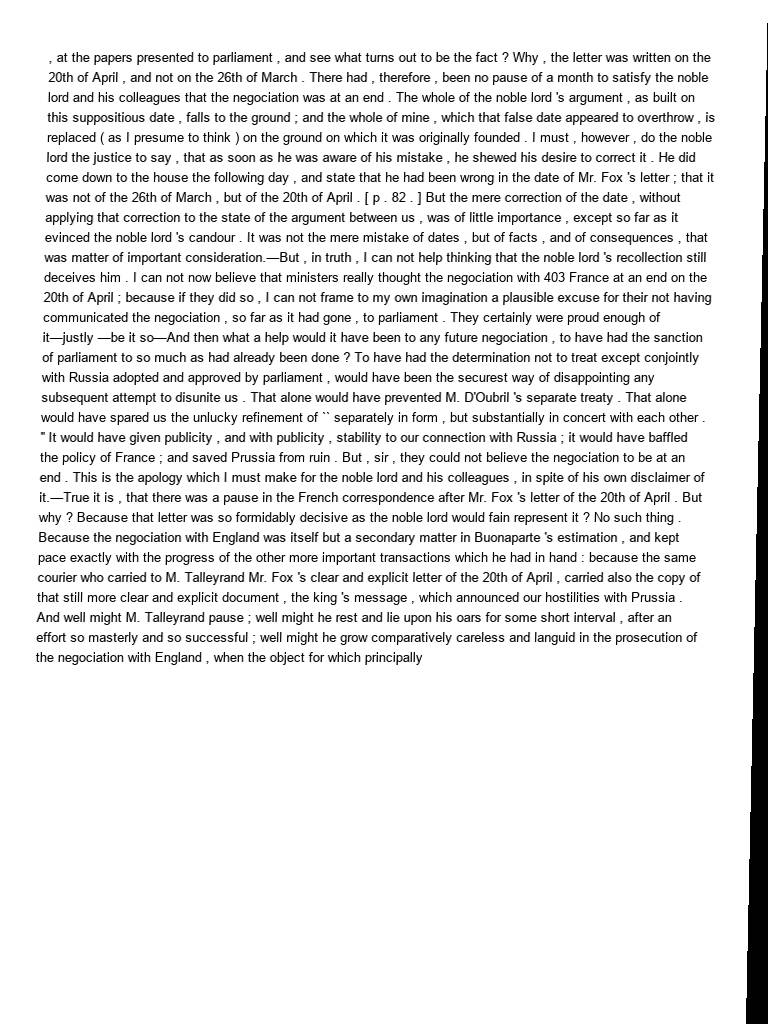 , at the papers presented to parliament , and see what turns out to be the fact ? Why , the letter was written on the
20th of April , and not on the 26th of March . There had , therefore , been no pause of a month to satisfy the noble
lord and his colleagues that the negociation was at an end . The whole of the noble lord 's argument , as built on
this suppositious date , falls to the ground ; and the whole of mine , which that false date appeared to overthrow , is
replaced ( as I presume to think ) on the ground on which it was originally founded . I must , however , do the noble
lord the justice to say , that as soon as he was aware of his mistake , he shewed his desire to correct it . He did
come down to the house the following day , and state that he had been wrong in the date of Mr. Fox 's letter ; that it
was not of the 26th of March , but of the 20th of April . [ p . 82 . ] But the mere correction of the date , without
applying that correction to the state of the argument between us , was of little importance , except so far as it
evinced the noble lord 's candour . It was not the mere mistake of dates , but of facts , and of consequences , that
was matter of important consideration.—But , in truth , I can not help thinking that the noble lord 's recollection still
deceives him . I can not now believe that ministers really thought the negociation with 403 France at an end on the
20th of April ; because if they did so , I can not frame to my own imagination a plausible excuse for their not having
communicated the negociation , so far as it had gone , to parliament . They certainly were proud enough of
it—justly —be it so—And then what a help would it have been to any future negociation , to have had the sanction
of parliament to so much as had already been done ? To have had the determination not to treat except conjointly
with Russia adopted and approved by parliament , would have been the securest way of disappointing any
subsequent attempt to disunite us . That alone would have prevented M. D'Oubril 's separate treaty . That alone
would have spared us the unlucky refinement of `` separately in form , but substantially in concert with each other .
'' It would have given publicity , and with publicity , stability to our connection with Russia ; it would have baffled
the policy of France ; and saved Prussia from ruin . But , sir , they could not believe the negociation to be at an
end . This is the apology which I must make for the noble lord and his colleagues , in spite of his own disclaimer of
it.—True it is , that there was a pause in the French correspondence after Mr. Fox 's letter of the 20th of April . But
why ? Because that letter was so formidably decisive as the noble lord would fain represent it ? No such thing .
Because the negociation with England was itself but a secondary matter in Buonaparte 's estimation , and kept
pace exactly with the progress of the other more important transactions which he had in hand : because the same
courier who carried to M. Talleyrand Mr. Fox 's clear and explicit letter of the 20th of April , carried also the copy of
that still more clear and explicit document , the king 's message , which announced our hostilities with Prussia .
And well might M. Talleyrand pause ; well might he rest and lie upon his oars for some short interval , after an
effort so masterly and so successful ; well might he grow comparatively careless and languid in the prosecution of
the negociation with England , when the object for which principally